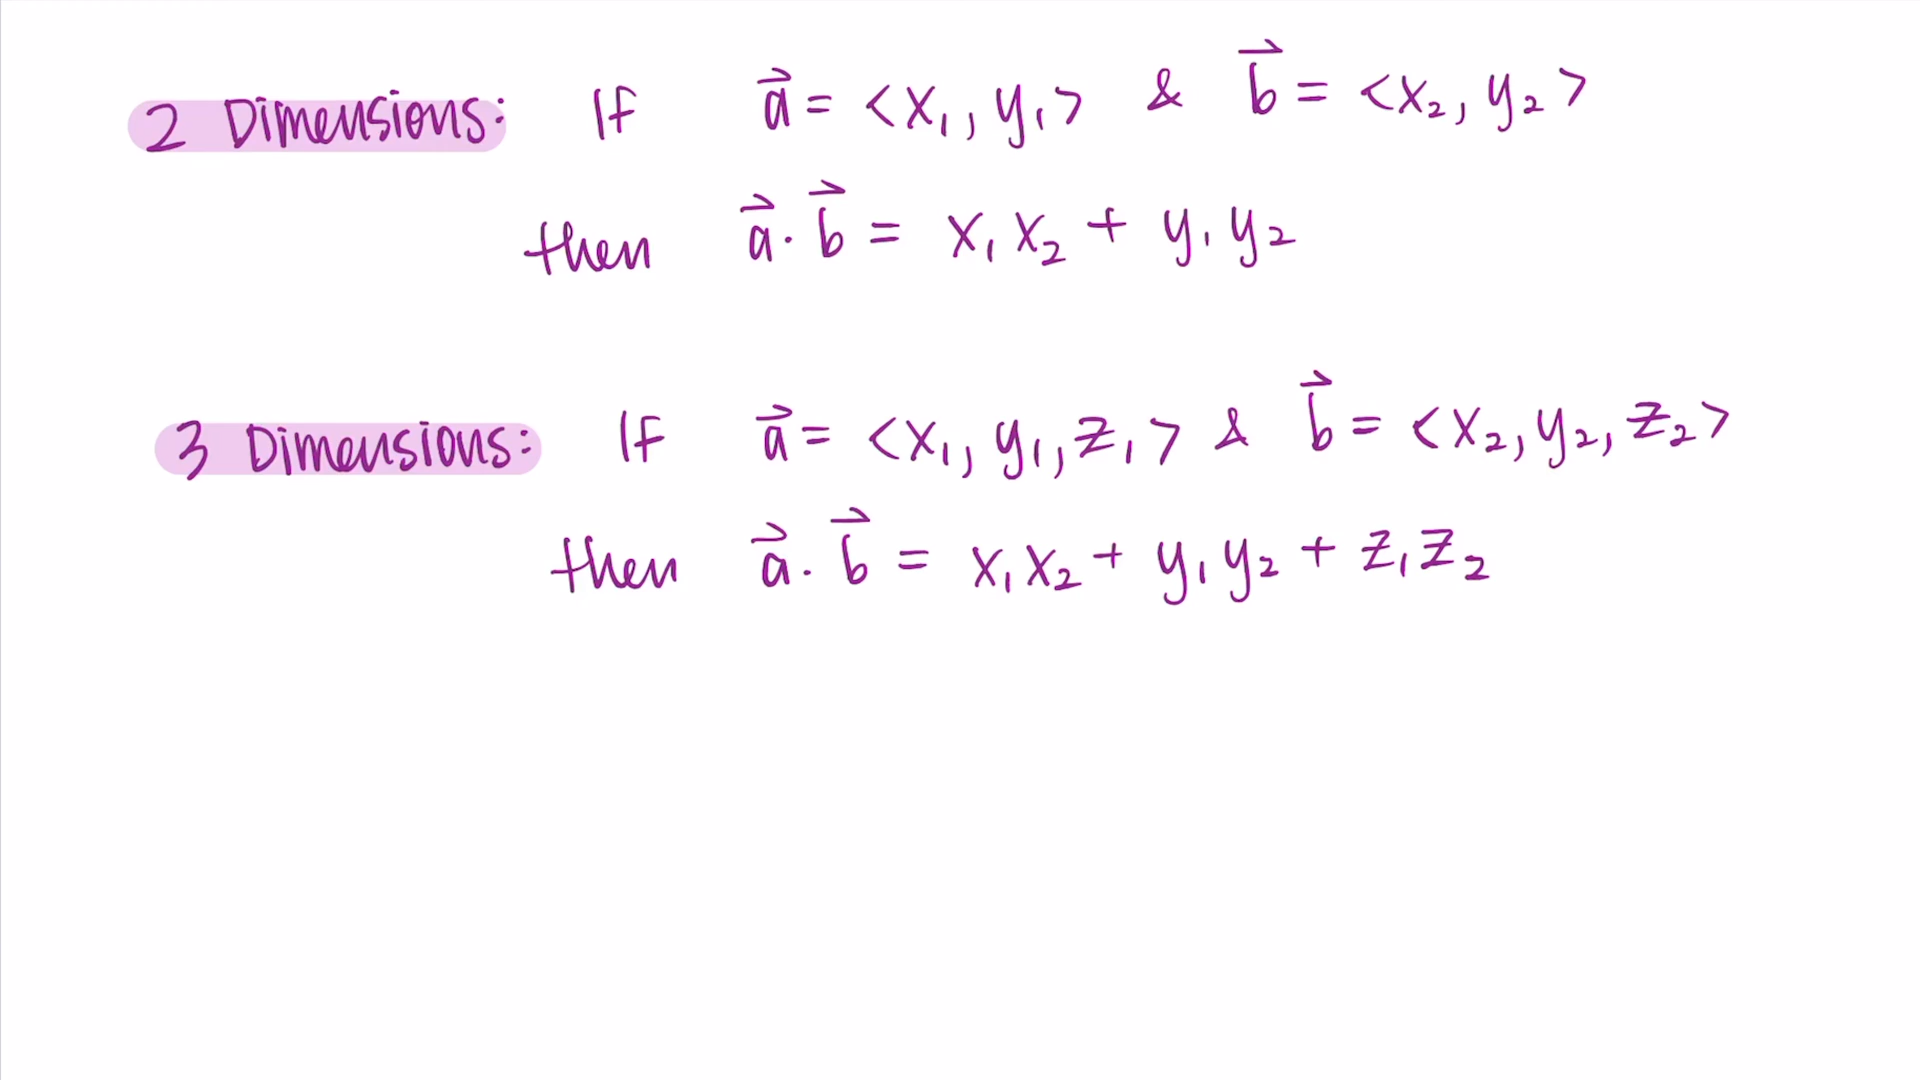 2 Dimensions: If a⃗ = <x₁, y₁> & b⃗ = <x₂, y₂>
then a⃗ · b⃗ = x₁x₂ + y₁y₂
3 Dimensions: If a⃗ = <x₁, y₁, z₁> & b⃗ = <x₂, y₂, z₂>
then a⃗ · b⃗ = x₁x₂ + y₁y₂ + z₁z₂